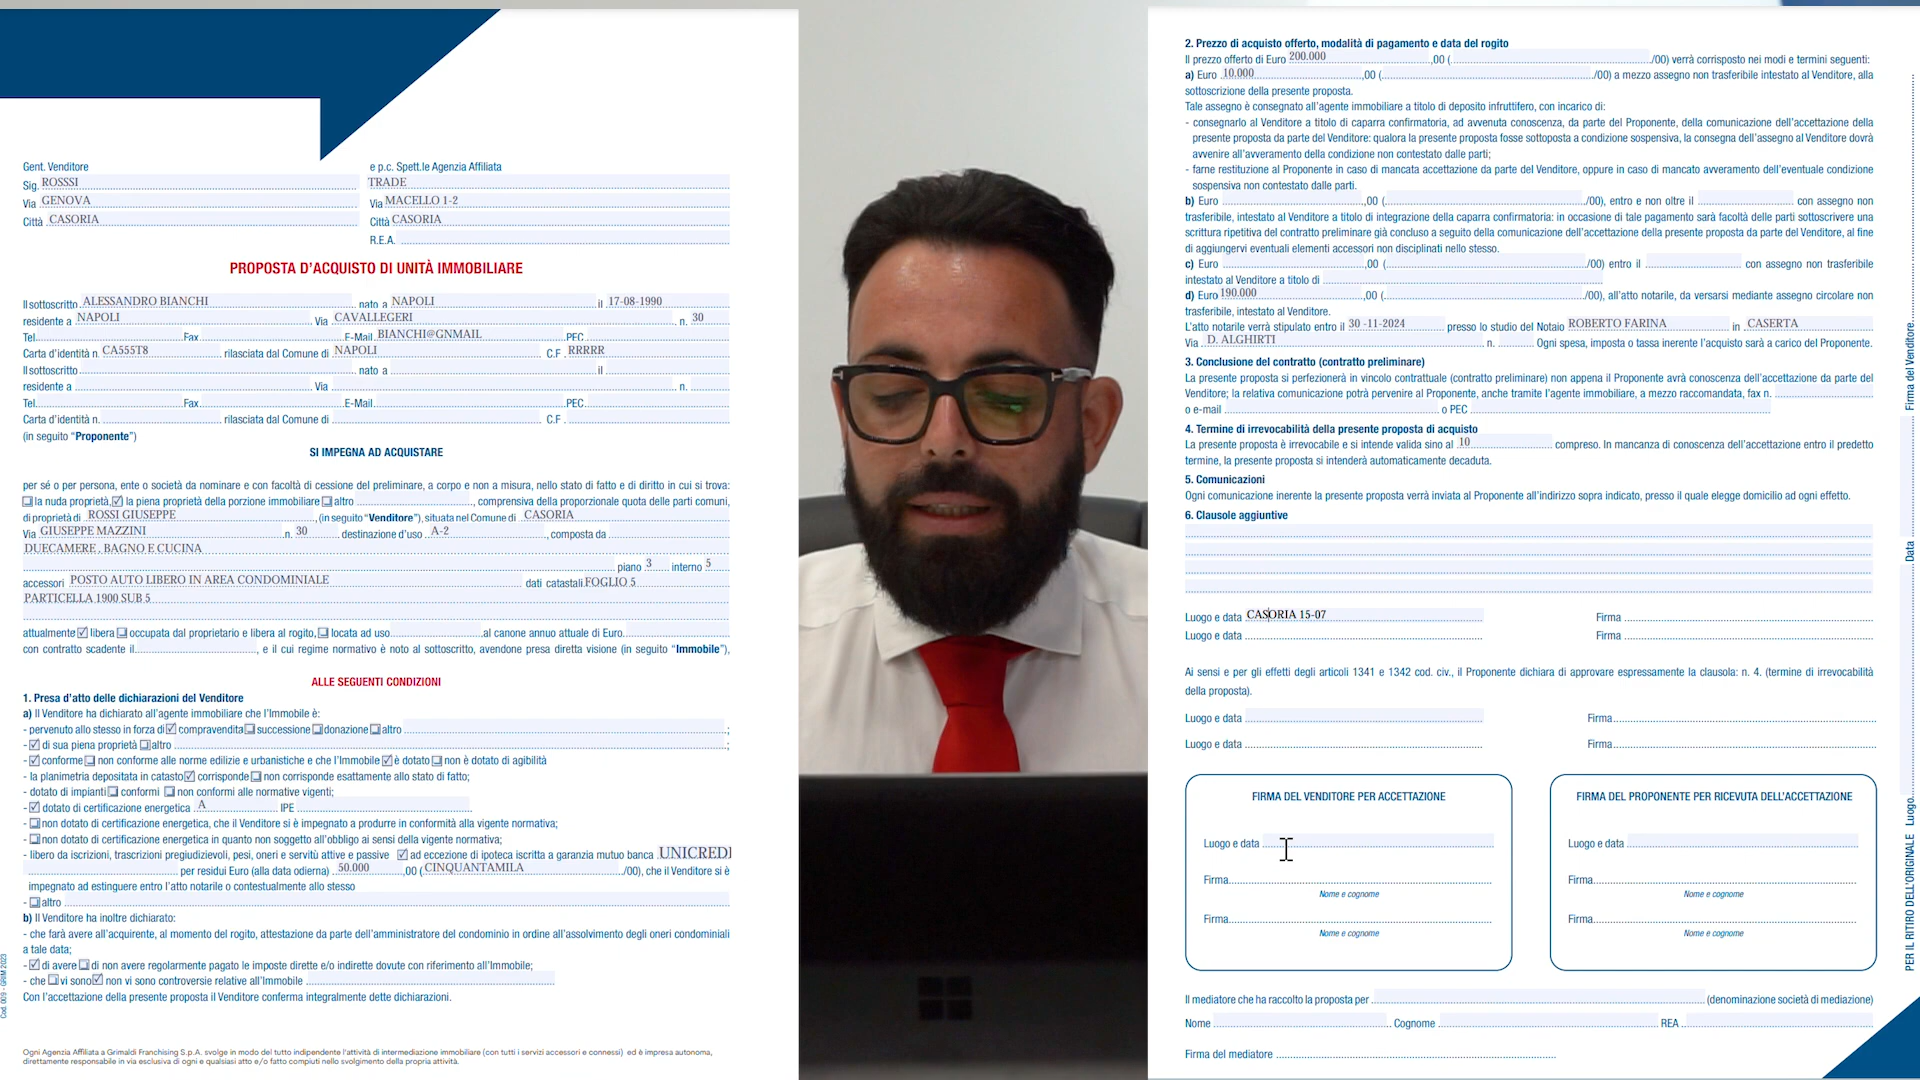 Gent. Venditore
Sig. ROSSSI
Via GENOVA
Città CASORIA
e p.c. Spett.le Agenzia Affiliata
TRADE
Via MACELLO 1-2
Città CASORIA
R.E.A.
PROPOSTA D'ACQUISTO DI UNITÀ IMMOBILIARE
Il sottoscritto ALESSANDRO BIANCHI nato a NAPOLI il 17-08-1990
residente a NAPOLI Via CAVALLEGERI n. 30
Tel. Fax E-Mail BIANCHI@GNMAIL PEC
Carta d'identità n. CA555T8 rilasciata dal Comune di NAPOLI C.F. RRRRR
Il sottoscritto nato a il
residente a Via n.
Tel. Fax E-Mail PEC
Carta d'identità n. rilasciata dal Comune di C.F.
(in seguito “Proponente”)
SI IMPEGNA AD ACQUISTARE
per sé o per persona, ente o società da nominare e con facoltà di cessione del preliminare, a corpo e non a misura, nello stato di fatto e di diritto in cui si trova:
la nuda proprietà, la piena proprietà della porzione immobiliare altro , comprensiva della proporzionale quota delle parti comuni,
di proprietà di ROSSI GIUSEPPE , (in seguito “Venditore”), situata nel Comune di CASORIA
Via GIUSEPPE MAZZINI n. 30 destinazione d'uso A-2 , composta da
DUECAMERE , BAGNO E CUCINA
piano 3 interno 5
accessori POSTO AUTO LIBERO IN AREA CONDOMINIALE dati catastali FOGLIO 5
PARTICELLA 1900 SUB 5
attualmente libera occupata dal proprietario e libera al rogito, locata ad uso al canone annuo attuale di Euro
con contratto scadente il , e il cui regime normativo è noto al sottoscritto, avendone presa diretta visione (in seguito “Immobile”),
ALLE SEGUENTI CONDIZIONI
1. Presa d'atto delle dichiarazioni del Venditore
a) Il Venditore ha dichiarato all'agente immobiliare che l'Immobile è:
- pervenuto allo stesso in forza di compravendita successione donazione altro ;
- di sua piena proprietà altro ;
- conforme non conforme alle norme edilizie e urbanistiche e che l'Immobile è dotato non è dotato di agibilità
- la planimetria depositata in catasto corrisponde non corrisponde esattamente allo stato di fatto;
- dotato di impianti conformi non conformi alle normative vigenti;
- dotato di certificazione energetica A IPE
- non dotato di certificazione energetica, che il Venditore si è impegnato a produrre in conformità alla vigente normativa;
- non dotato di certificazione energetica in quanto non soggetto all'obbligo ai sensi della vigente normativa;
- libero da iscrizioni, trascrizioni pregiudizievoli, pesi, oneri e servitù attive e passive ad eccezione di ipoteca iscritta a garanzia mutuo banca UNICREDI
per residui Euro (alla data odierna) 50.000 ,00 ( CINQUANTAMILA /00), che il Venditore si è
impegnato ad estinguere entro l'atto notarile o contestualmente allo stesso
- altro
b) Il Venditore ha inoltre dichiarato:
- che farà avere all'acquirente, al momento del rogito, attestazione da parte dell'amministratore del condominio in ordine all'assolvimento degli oneri condominiali
a tale data;
- di avere di non avere regolarmente pagato le imposte dirette e/o indirette dovute con riferimento all'Immobile;
- che vi sono non vi sono controversie relative all'Immobile
Con l'accettazione della presente proposta il Venditore conferma integralmente dette dichiarazioni.
Cod. 009 - GRIM 2023
Ogni Agenzia Affiliata a Grimaldi Franchising S.p.A. svolge in modo del tutto indipendente l'attività di intermediazione immobiliare (con tutti i servizi accessori e connessi) ed è impresa autonoma,
direttamente responsabile in via esclusiva di ogni e qualsiasi atto e/o fatto compiuti nello svolgimento della propria attività.
2. Prezzo di acquisto offerto, modalità di pagamento e data del rogito
Il prezzo offerto di Euro 200.000 ,00 ( /00) verrà corrisposto nei modi e termini seguenti:
a) Euro 10.000 ,00 ( /00) a mezzo assegno non trasferibile intestato al Venditore, alla
sottoscrizione della presente proposta.
Tale assegno è consegnato all'agente immobiliare a titolo di deposito infruttifero, con incarico di:
- consegnarlo al Venditore a titolo di caparra confirmatoria, ad avvenuta conoscenza, da parte del Proponente, della comunicazione dell'accettazione della
presente proposta da parte del Venditore: qualora la presente proposta fosse sottoposta a condizione sospensiva, la consegna dell'assegno al Venditore dovrà
avvenire all'avveramento della condizione non contestato dalle parti;
- farne restituzione al Proponente in caso di mancata accettazione da parte del Venditore, oppure in caso di mancato avveramento dell'eventuale condizione
sospensiva non contestato dalle parti.
b) Euro ,00 ( /00), entro e non oltre il con assegno non
trasferibile, intestato al Venditore a titolo di integrazione della caparra confirmatoria: in occasione di tale pagamento sarà facoltà delle parti sottoscrivere una
scrittura ripetitiva del contratto preliminare già concluso a seguito della comunicazione dell'accettazione della presente proposta da parte del Venditore, al fine
di aggiungervi eventuali elementi accessori non disciplinati nello stesso.
c) Euro ,00 ( /00) entro il con assegno non trasferibile
intestato al Venditore a titolo di
d) Euro 190.000 ,00 ( /00), all'atto notarile, da versarsi mediante assegno circolare non
trasferibile, intestato al Venditore.
L'atto notarile verrà stipulato entro il 30 -11-2024 presso lo studio del Notaio ROBERTO FARINA in CASERTA
Via D. ALGHIRTI n. Ogni spesa, imposta o tassa inerente l'acquisto sarà a carico del Proponente.
3. Conclusione del contratto (contratto preliminare)
La presente proposta si perfezionerà in vincolo contrattuale (contratto preliminare) non appena il Proponente avrà conoscenza dell'accettazione da parte del
Venditore; la relativa comunicazione potrà pervenire al Proponente, anche tramite l'agente immobiliare, a mezzo raccomandata, fax n.
o e-mail o PEC
4. Termine di irrevocabilità della presente proposta di acquisto
La presente proposta è irrevocabile e si intende valida sino al 10 compreso. In mancanza di conoscenza dell'accettazione entro il predetto
termine, la presente proposta si intenderà automaticamente decaduta.
5. Comunicazioni
Ogni comunicazione inerente la presente proposta verrà inviata al Proponente all'indirizzo sopra indicato, presso il quale elegge domicilio ad ogni effetto.
6. Clausole aggiuntive
Luogo e data CASORIA 15-07 Firma
Luogo e data Firma
Ai sensi e per gli effetti degli articoli 1341 e 1342 cod. civ., il Proponente dichiara di approvare espressamente la clausola: n. 4. (termine di irrevocabilità
della proposta).
Luogo e data Firma
Luogo e data Firma
FIRMA DEL VENDITORE PER ACCETTAZIONE
Luogo e data
Firma
Nome e cognome
Firma
Nome e cognome
FIRMA DEL PROPONENTE PER RICEVUTA DELL'ACCETTAZIONE
Luogo e data
Firma
Nome e cognome
Firma
Nome e cognome
Il mediatore che ha raccolto la proposta per (denominazione società di mediazione)
Nome Cognome REA
Firma del mediatore
PER IL RITIRO DELL'ORIGINALE Luogo Data Firma del Venditore